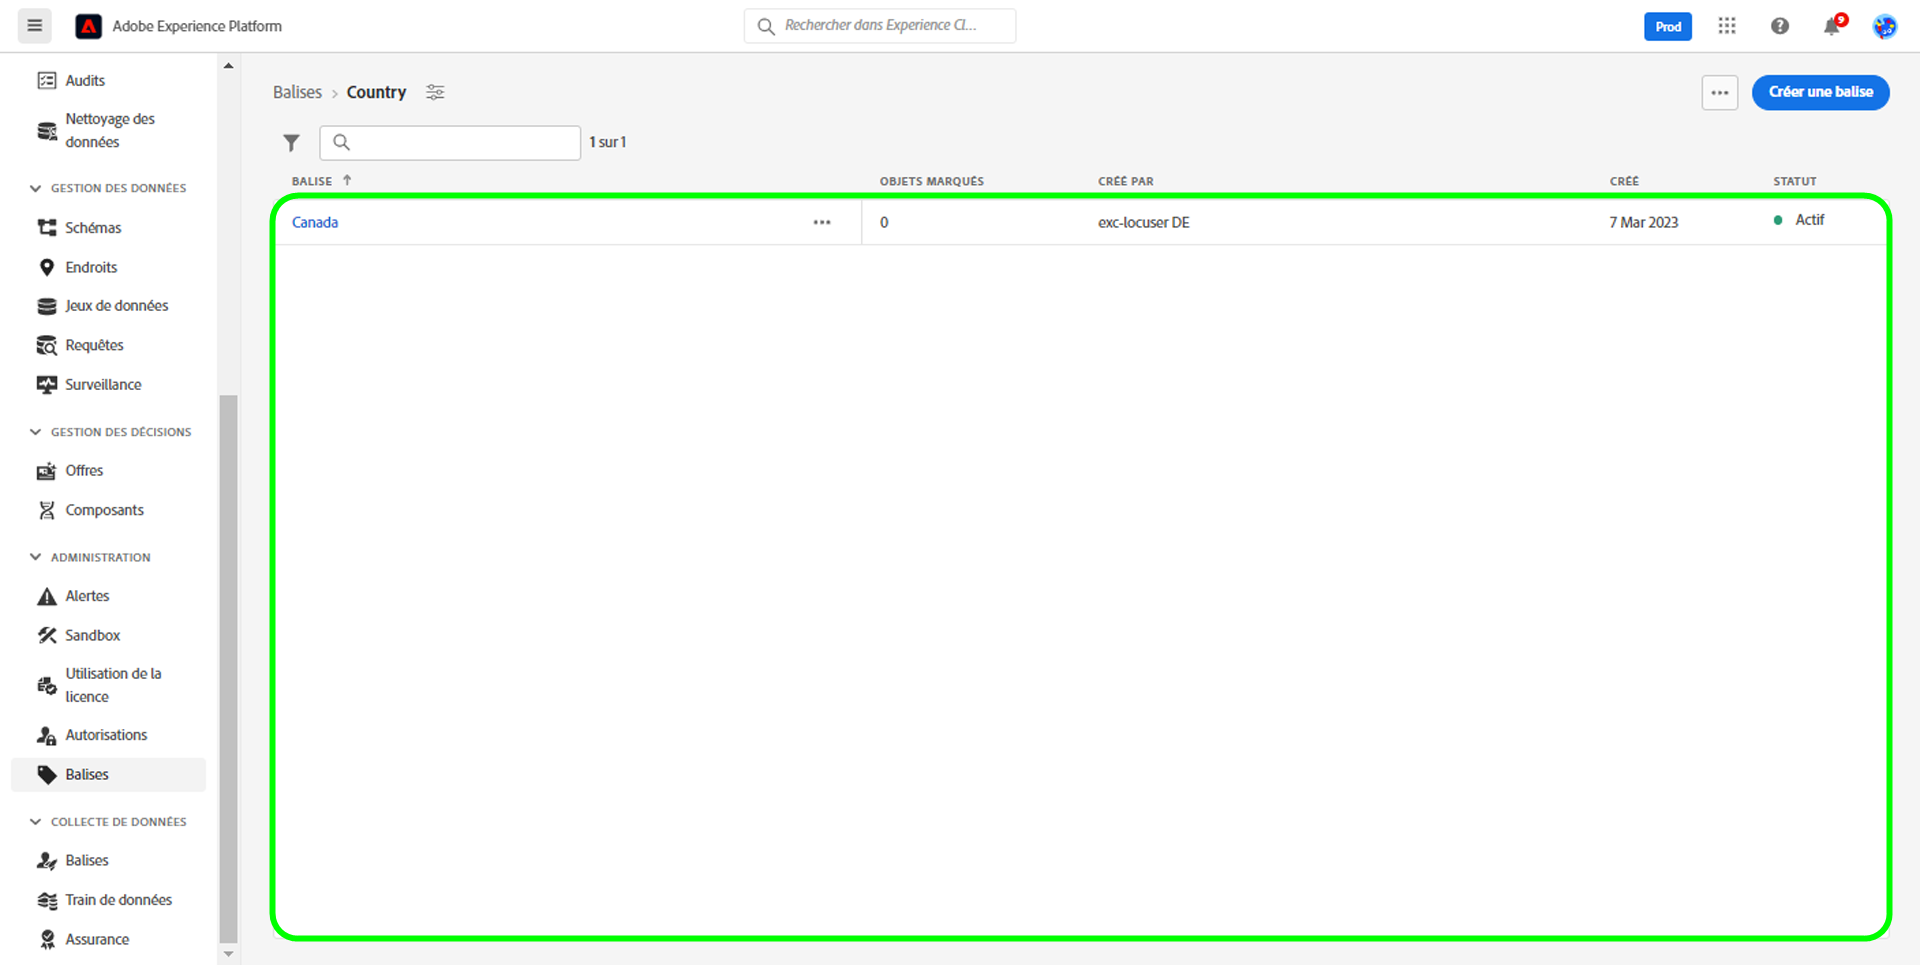 Adobe Experience Platform
Rechercher dans Experience Cl...
Prod
9
Audits
Nettoyage des
données
GESTION DES DONNÉES
Schémas
Endroits
Jeux de données
Requêtes
Surveillance
GESTION DES DÉCISIONS
Offres
Composants
ADMINISTRATION
Alertes
Sandbox
Utilisation de la
licence
Autorisations
Balises
COLLECTE DE DONNÉES
Balises
Train de données
Assurance
Balises > Country
Créer une balise
1 sur 1
BALISE ↑ OBJETS MARQUÉS CRÉÉ PAR CRÉÉ STATUT
Canada ••• 0 exc-locuser DE 7 Mar 2023 Actif